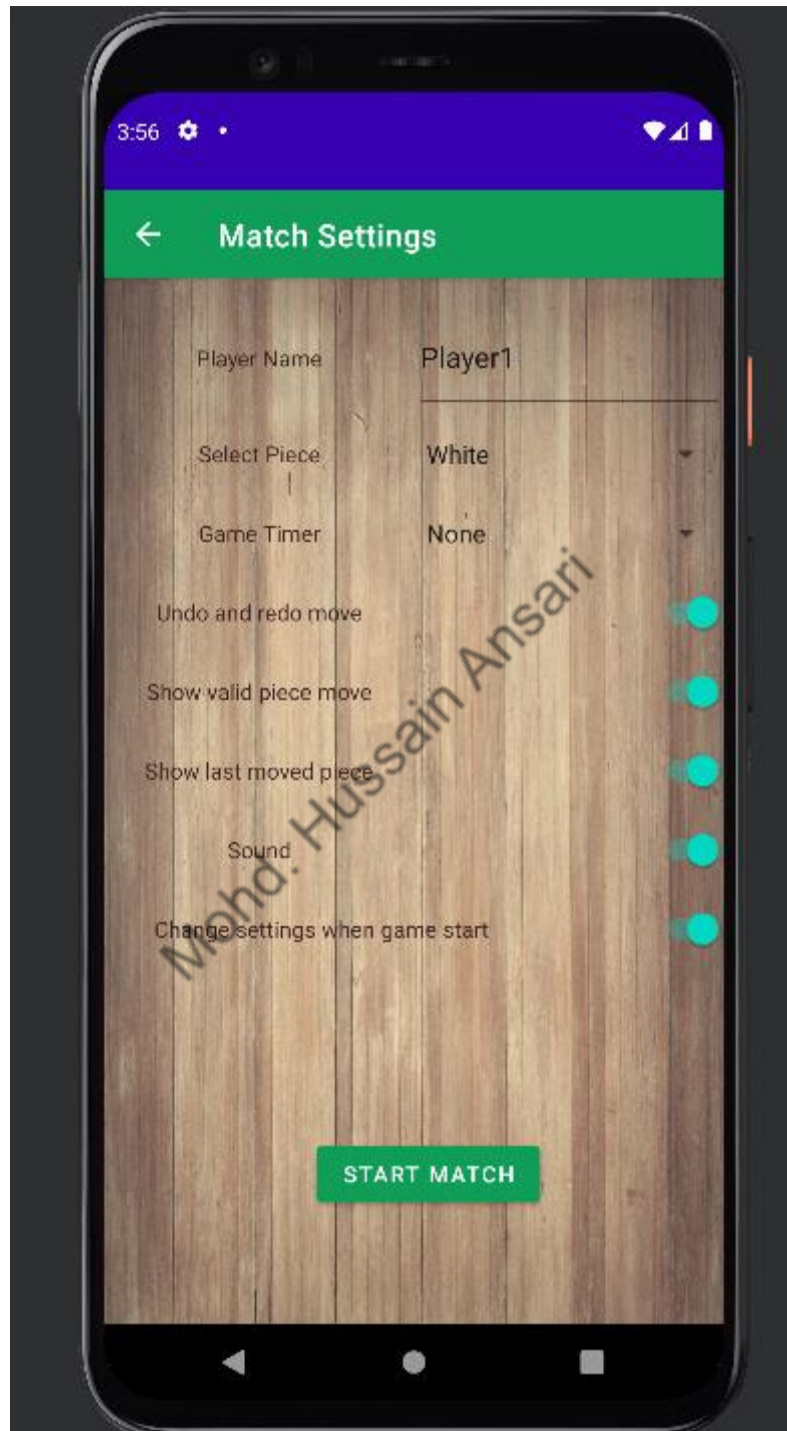 3:56
Match Settings
Player Name Player1
Select Piece White
Game Timer None
Undo and redo move
Show valid piece move
Show last moved piece
Sound
Change settings when game start
Mohd. Hussain Ansari
START MATCH